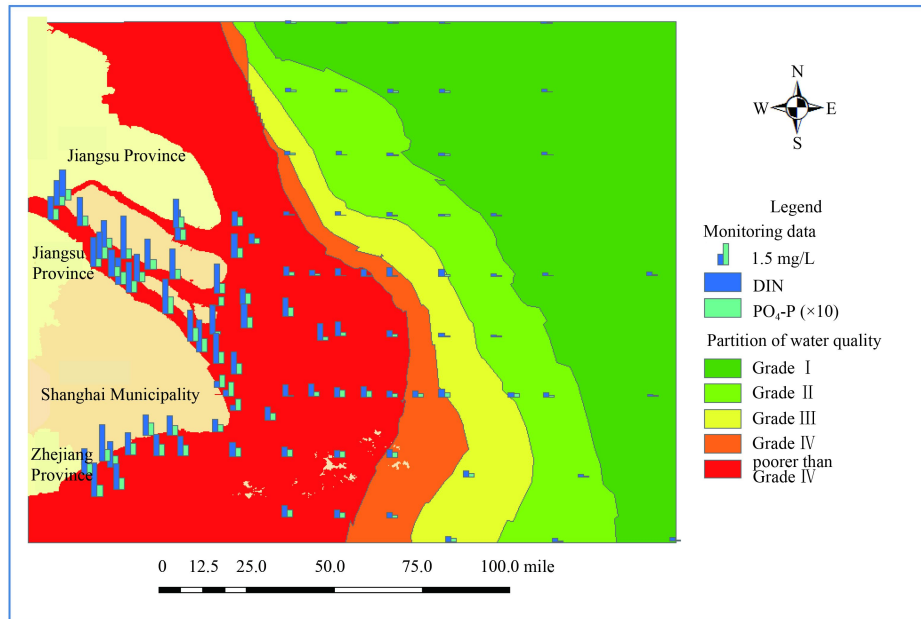 N
W E
S
Jiangsu Province
Jiangsu
Province
Shanghai Municipality
Zhejiang
Province
Legend
Monitoring data
1.5 mg/L
DIN
PO₄-P (×10)
Partition of water quality
Grade Ⅰ
Grade Ⅱ
Grade Ⅲ
Grade Ⅳ
poorer than
Grade Ⅳ
0 12.5 25.0 50.0 75.0 100.0 mile